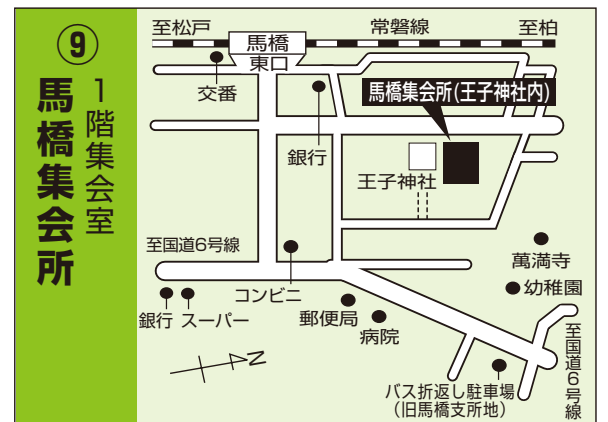 ⑨
1階集会室
馬橋集会所
至松戸
常磐線
至柏
馬橋
東口
交番
銀行
馬橋集会所(王子神社内)
王子神社
至国道6号線
コンビニ
萬満寺
幼稚園
銀行
スーパー
郵便局
病院
至国道6号線
N
バス折返し駐車場
(旧馬橋支所地)